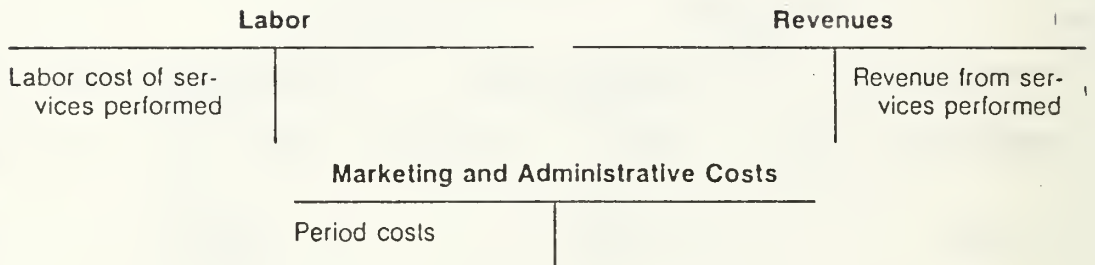 Labor Revenues
Labor cost of ser-
vices performed
Revenue from ser-
vices performed
Marketing and Administrative Costs
Period costs